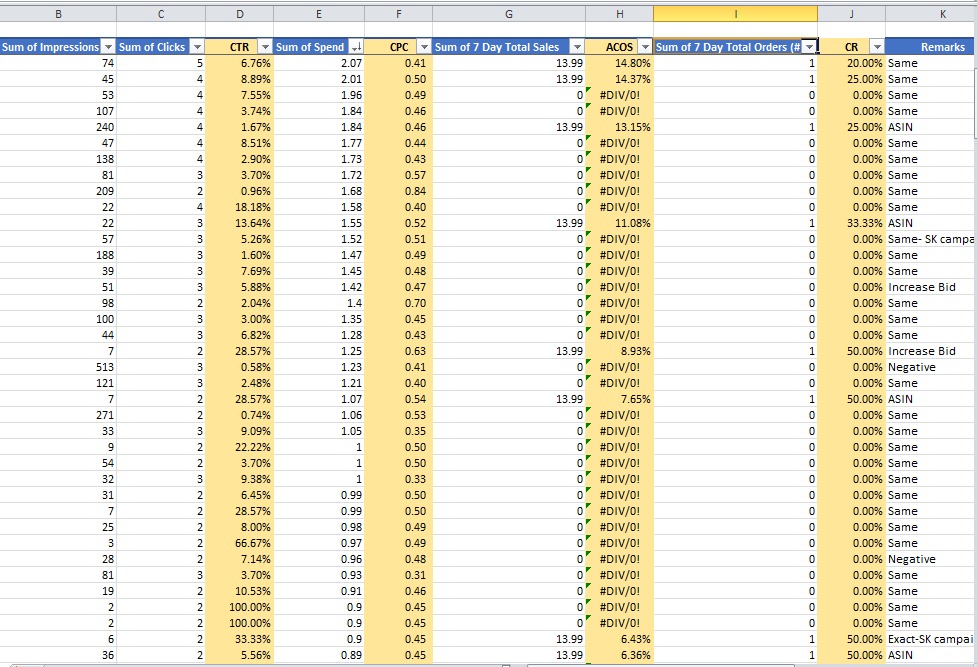 B C D E F G H I J K
Sum of Impressions Sum of Clicks CTR Sum of Spend CPC Sum of 7 Day Total Sales ACOS Sum of 7 Day Total Orders (# CR Remarks
74 5 6.76% 2.07 0.41 13.99 14.80% 1 20.00% Same
45 4 8.89% 2.01 0.50 13.99 14.37% 1 25.00% Same
53 4 7.55% 1.96 0.49 0 #DIV/0! 0 0.00% Same
107 4 3.74% 1.84 0.46 0 #DIV/0! 0 0.00% Same
240 4 1.67% 1.84 0.46 13.99 13.15% 1 25.00% ASIN
47 4 8.51% 1.77 0.44 0 #DIV/0! 0 0.00% Same
138 4 2.90% 1.73 0.43 0 #DIV/0! 0 0.00% Same
81 3 3.70% 1.72 0.57 0 #DIV/0! 0 0.00% Same
209 2 0.96% 1.68 0.84 0 #DIV/0! 0 0.00% Same
22 4 18.18% 1.58 0.40 0 #DIV/0! 0 0.00% Same
22 3 13.64% 1.55 0.52 13.99 11.08% 1 33.33% ASIN
57 3 5.26% 1.52 0.51 0 #DIV/0! 0 0.00% Same- SK campa
188 3 1.60% 1.47 0.49 0 #DIV/0! 0 0.00% Same
39 3 7.69% 1.45 0.48 0 #DIV/0! 0 0.00% Same
51 3 5.88% 1.42 0.47 0 #DIV/0! 0 0.00% Increase Bid
98 2 2.04% 1.4 0.70 0 #DIV/0! 0 0.00% Same
100 3 3.00% 1.35 0.45 0 #DIV/0! 0 0.00% Same
44 3 6.82% 1.28 0.43 0 #DIV/0! 0 0.00% Same
7 2 28.57% 1.25 0.63 13.99 8.93% 1 50.00% Increase Bid
513 3 0.58% 1.23 0.41 0 #DIV/0! 0 0.00% Negative
121 3 2.48% 1.21 0.40 0 #DIV/0! 0 0.00% Same
7 2 28.57% 1.07 0.54 13.99 7.65% 1 50.00% ASIN
271 2 0.74% 1.06 0.53 0 #DIV/0! 0 0.00% Same
33 3 9.09% 1.05 0.35 0 #DIV/0! 0 0.00% Same
9 2 22.22% 1 0.50 0 #DIV/0! 0 0.00% Same
54 2 3.70% 1 0.50 0 #DIV/0! 0 0.00% Same
32 3 9.38% 1 0.33 0 #DIV/0! 0 0.00% Same
31 2 6.45% 0.99 0.50 0 #DIV/0! 0 0.00% Same
7 2 28.57% 0.99 0.50 0 #DIV/0! 0 0.00% Same
25 2 8.00% 0.98 0.49 0 #DIV/0! 0 0.00% Same
3 2 66.67% 0.97 0.49 0 #DIV/0! 0 0.00% Same
28 2 7.14% 0.96 0.48 0 #DIV/0! 0 0.00% Negative
81 3 3.70% 0.93 0.31 0 #DIV/0! 0 0.00% Same
19 2 10.53% 0.91 0.46 0 #DIV/0! 0 0.00% Same
2 2 100.00% 0.9 0.45 0 #DIV/0! 0 0.00% Same
2 2 100.00% 0.9 0.45 0 #DIV/0! 0 0.00% Same
6 2 33.33% 0.9 0.45 13.99 6.43% 1 50.00% Exact-SK campai
36 2 5.56% 0.89 0.45 13.99 6.36% 1 50.00% ASIN